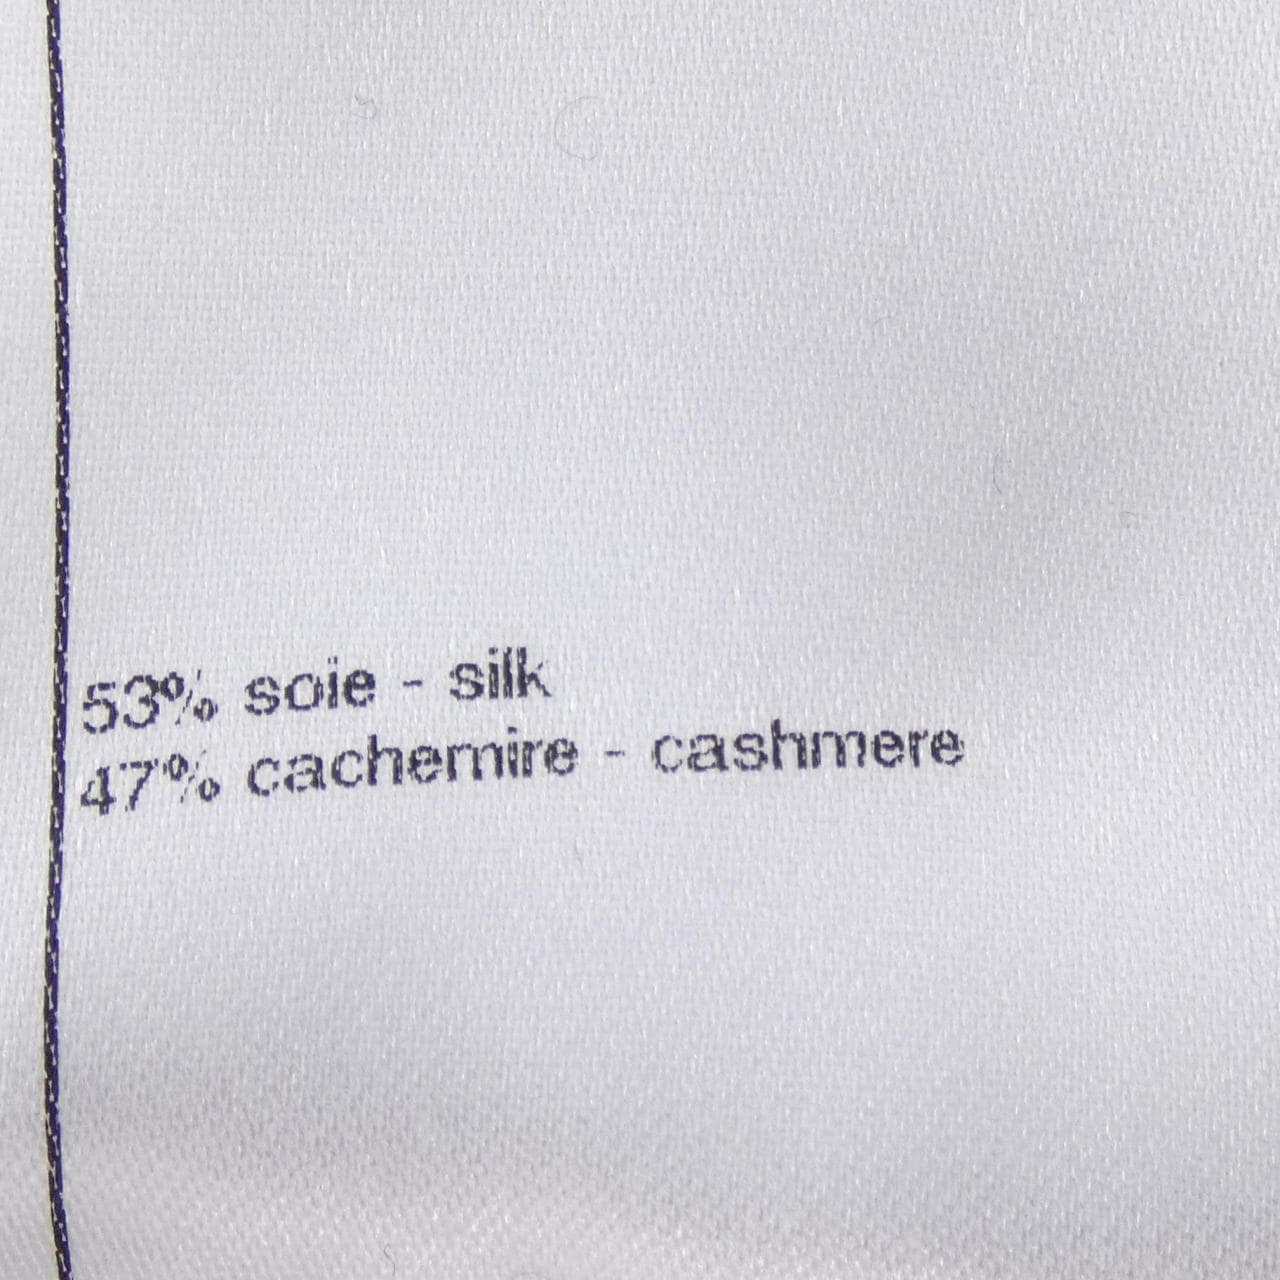 53% soie - silk
47% cachemire - cashmere